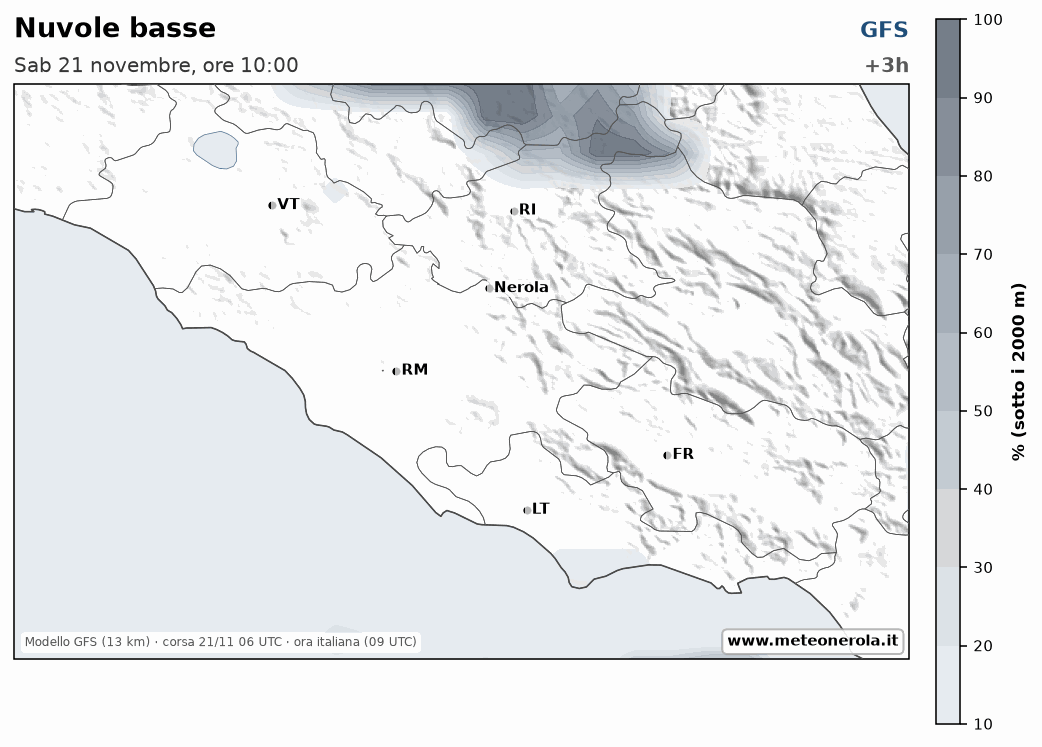 Nuvole basse
GFS
Sab 21 novembre, ore 10:00
+3h
VT
RI
Nerola
RM
FR
LT
Modello GFS (13 km) · corsa 21/11 06 UTC · ora italiana (09 UTC)
www.meteonerola.it
100
90
80
70
60
50
40
30
20
10
% (sotto i 2000 m)